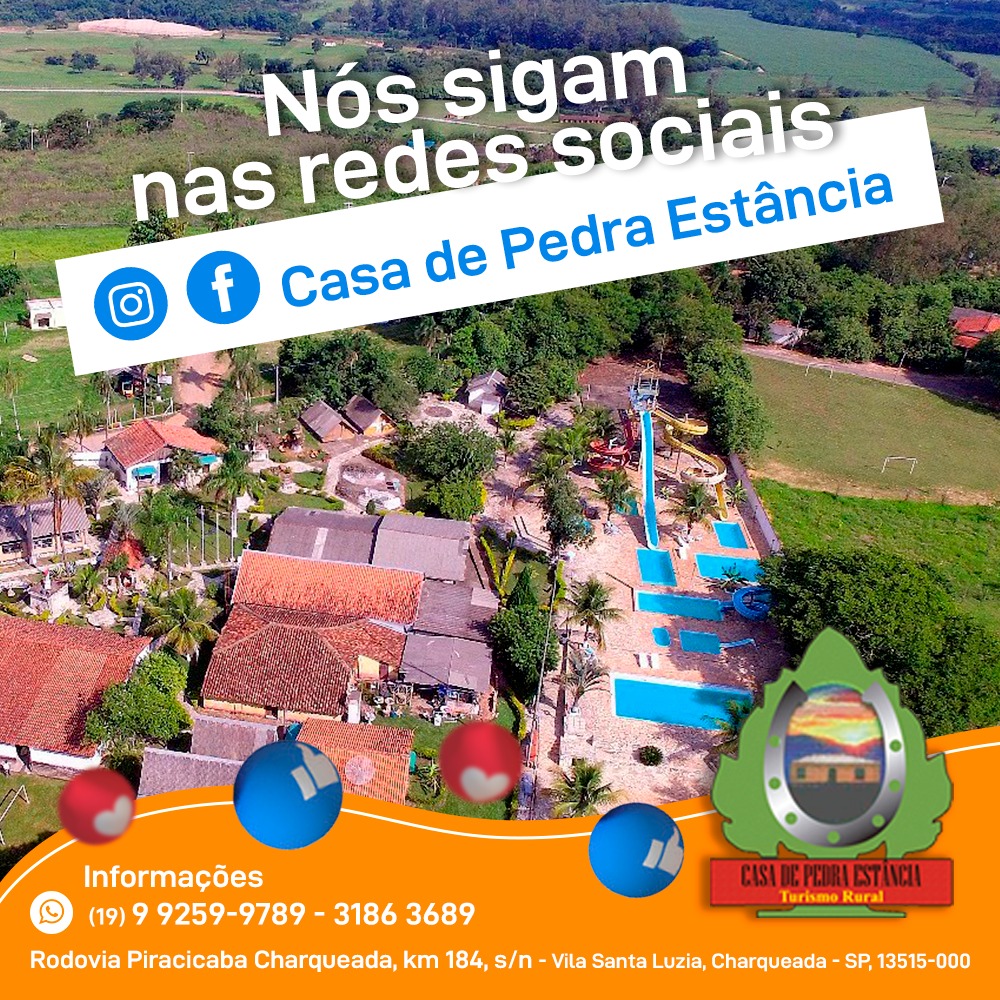 Nós sigam
nas redes sociais
Casa de Pedra Estância
CASA DE PEDRA ESTÂNCIA
Turismo Rural
Informações
(19) 9 9259-9789 - 3186 3689
Rodovia Piracicaba Charqueada, km 184, s/n - Vila Santa Luzia, Charqueada - SP, 13515-000